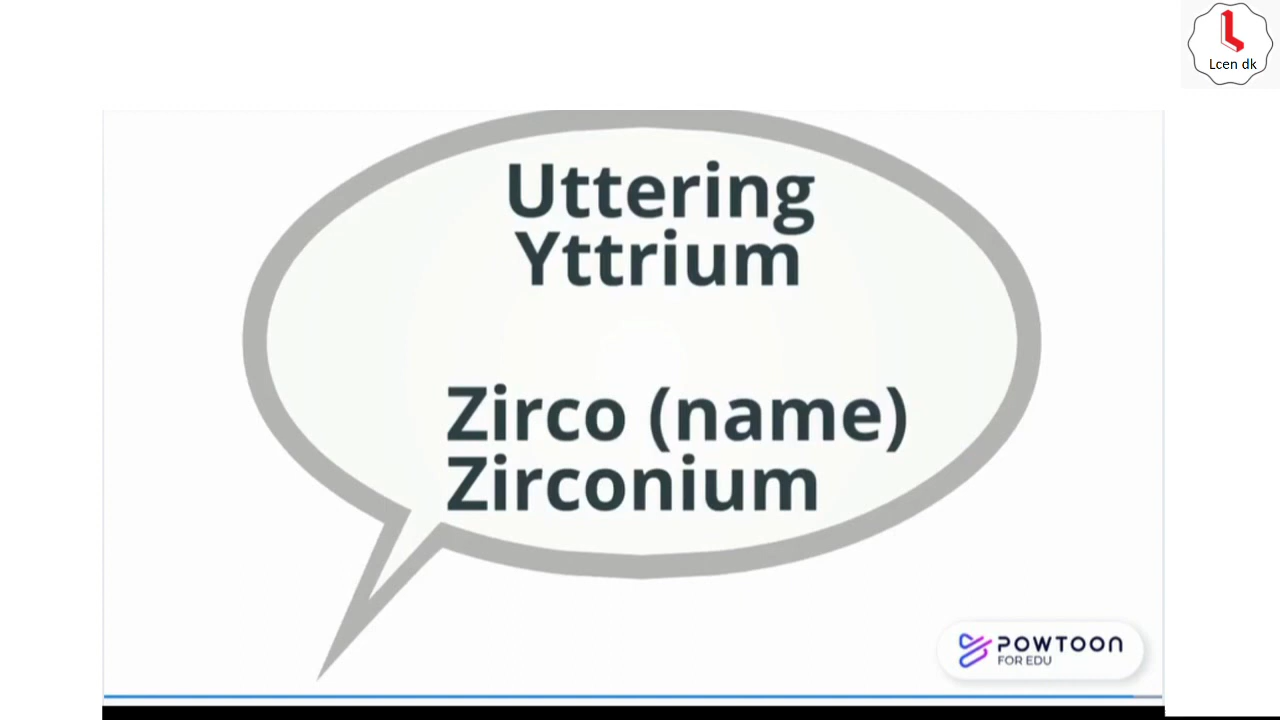 Lcen dk
Uttering
Yttrium
Zirco (name)
Zirconium
POWTOON
FOR EDU